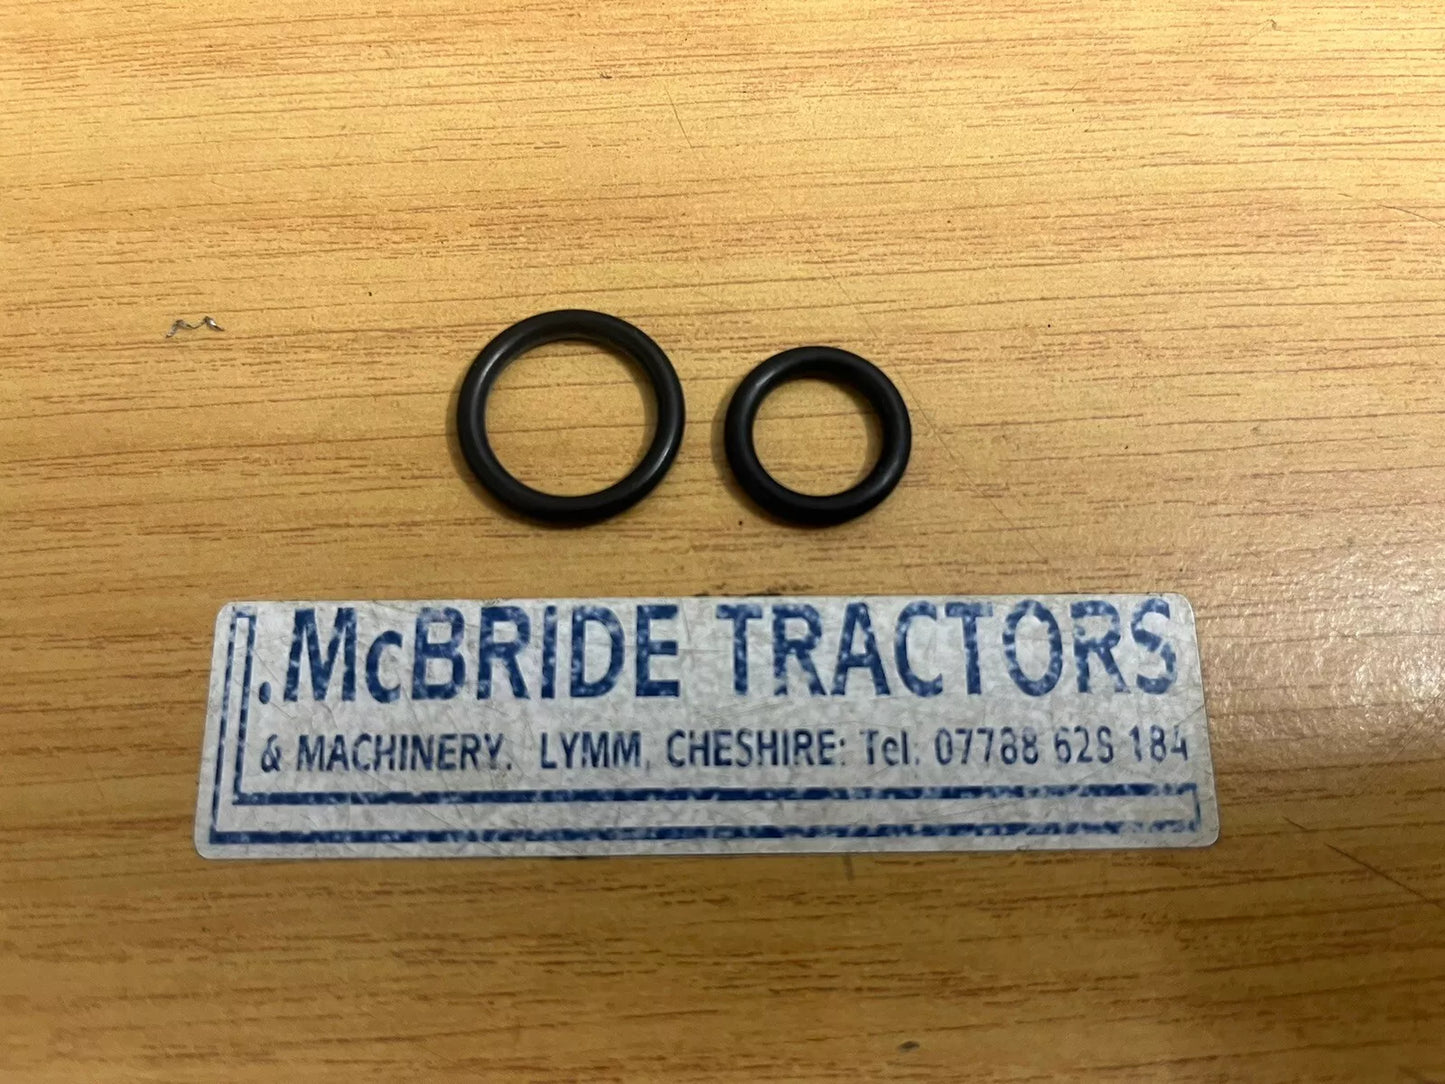 .McBRIDE TRACTORS
& MACHINERY. LYMM, CHESHIRE: Tel: 07788 628 184